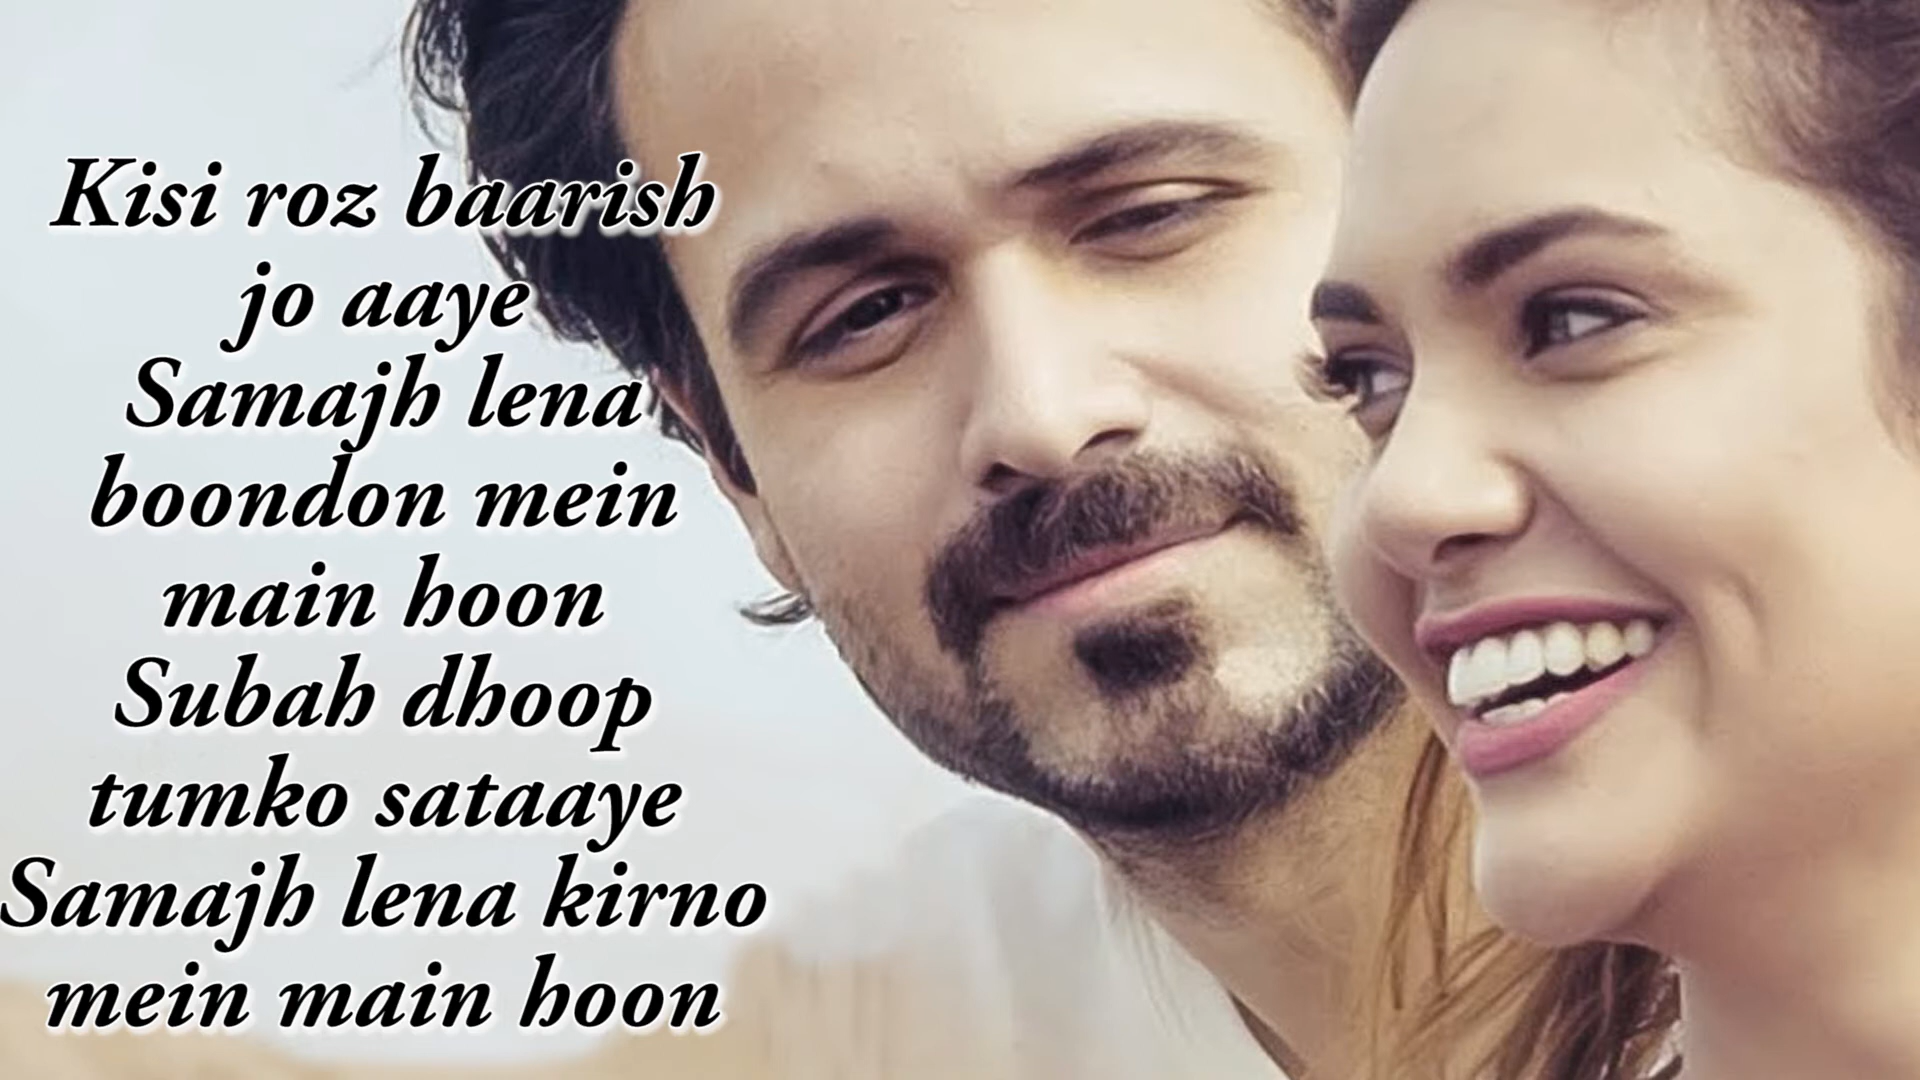 Kisi roz baarish
jo aaye
Samajh lena
boondon mein
main hoon
Subah dhoop
tumko sataaye
Samajh lena kirno
mein main hoon